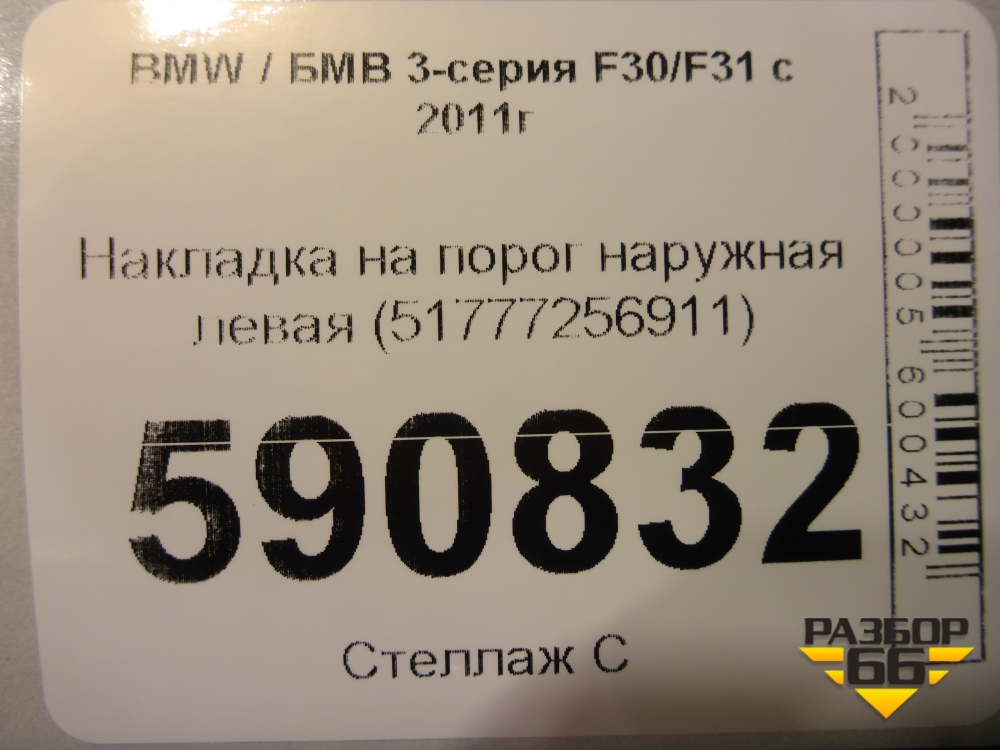 BMW / БМВ 3-серия F30/F31 с
2011г
Накладка на порог наружная
левая (51777256911)
590832
Стеллаж С
2000005600432
РАЗБОР
66